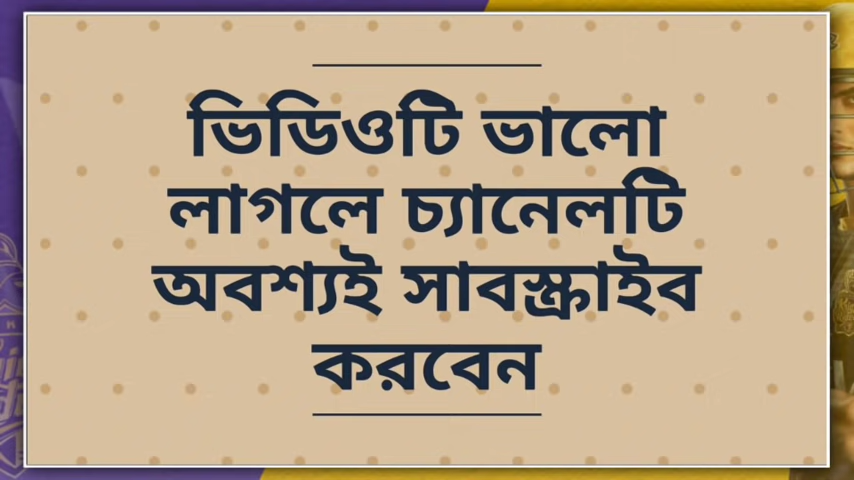 ভিডিওটি ভালো
লাগলে চ্যানেলটি
অবশ্যই সাবস্ক্রাইব
করবেন